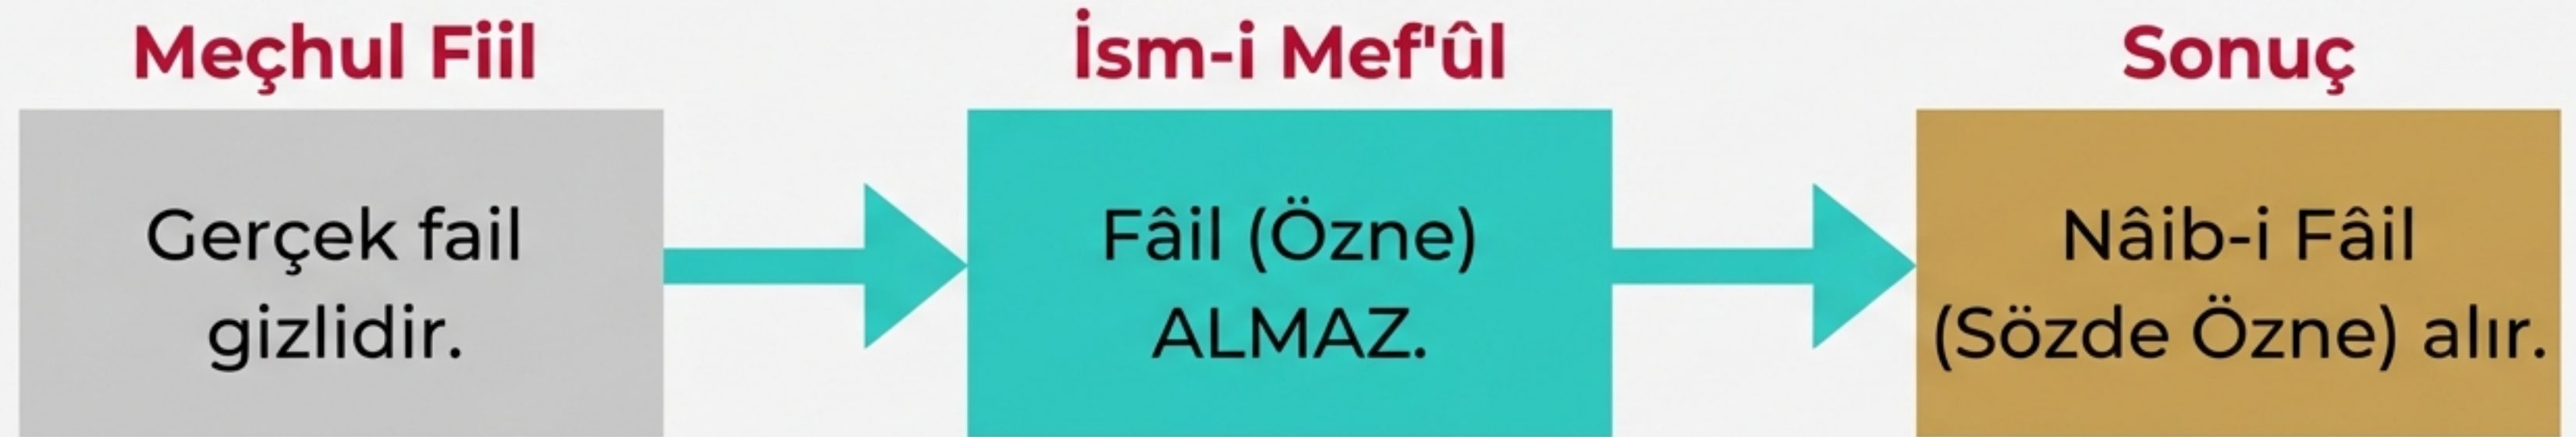 Meçhul Fiil
Gerçek fail
gizlidir.
İsm-i Mef'ûl
Fâil (Özne)
ALMAZ.
Sonuç
Nâib-i Fâil
(Sözde Özne) alır.